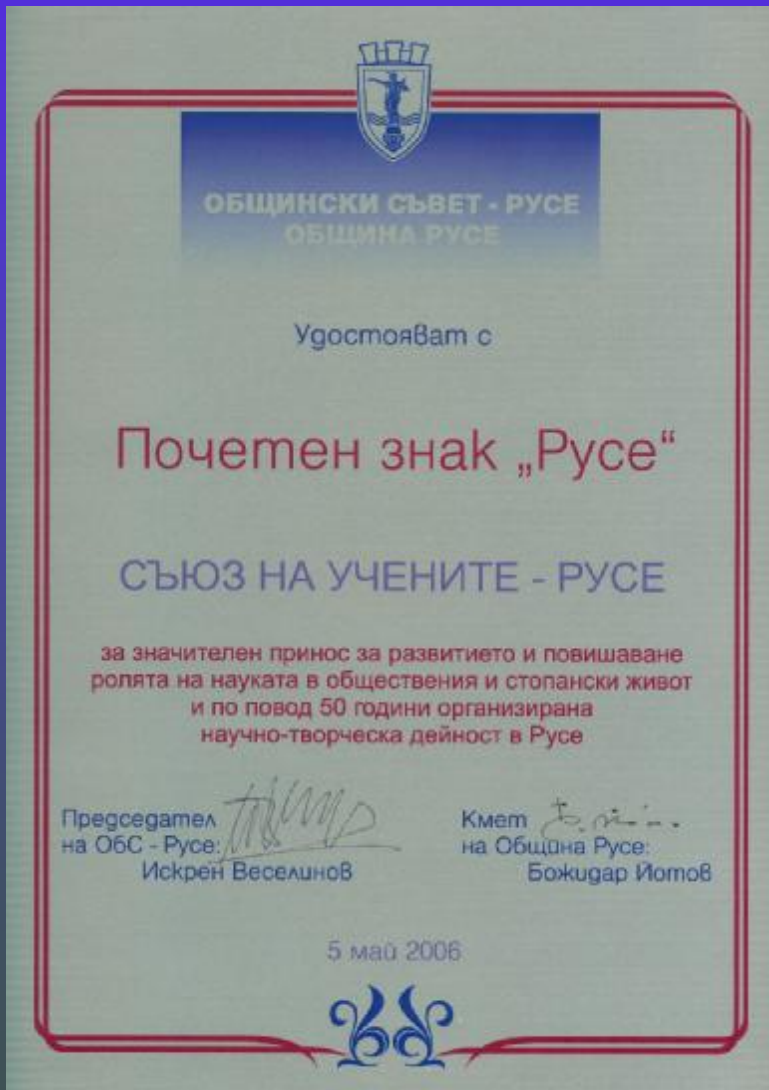 ОБЩИНСКИ СЪВЕТ - РУСЕ
ОБЩИНА РУСЕ
Удостояват с
Почетен знак „Русе“
СЪЮЗ НА УЧЕНИТЕ - РУСЕ
за значителен принос за развитието и повишаване
ролята на науката в обществения и стопански живот
и по повод 50 години организирана
научно-творческа дейност в Русе
Председател
на ОбС - Русе:
Искрен Веселинов
Кмет
на Община Русе:
Божидар Йотов
5 май 2006